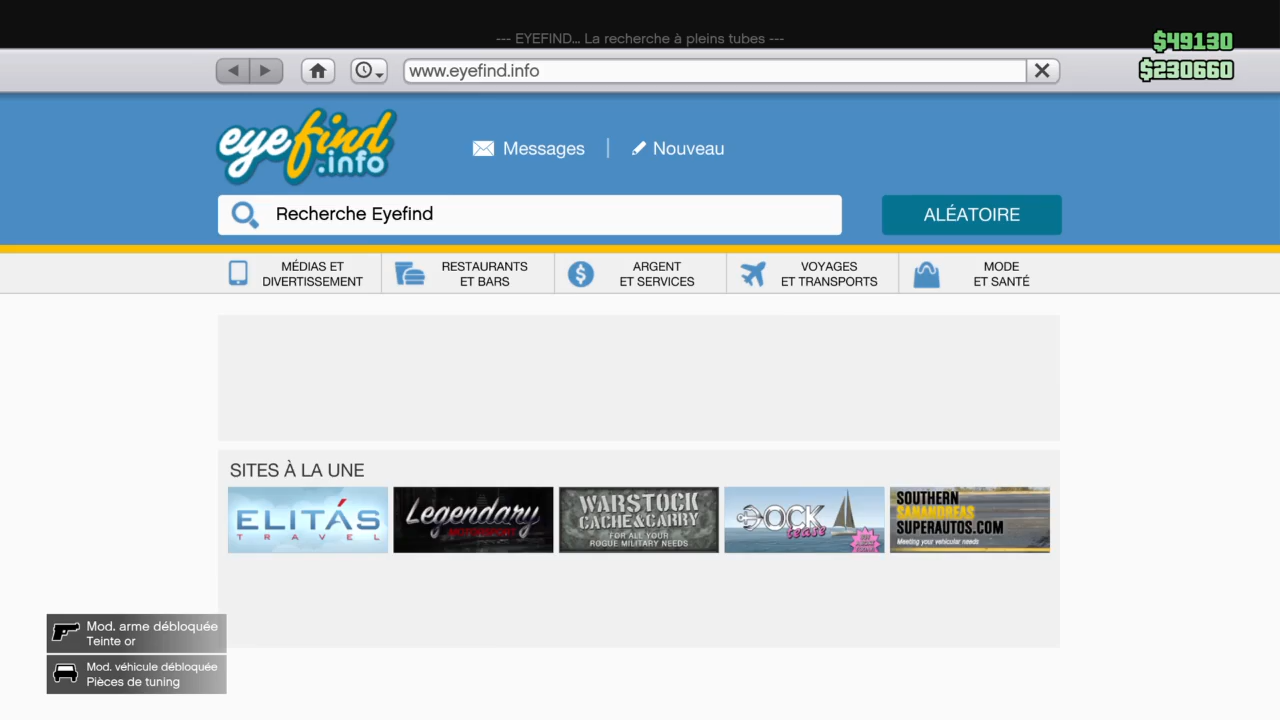 --- EYEFIND... La recherche à pleins tubes ---
$49130
www.eyefind.info
$230660
eyefind
.info
Messages
Nouveau
Recherche Eyefind
ALÉATOIRE
MÉDIAS ET
DIVERTISSEMENT
RESTAURANTS
ET BARS
ARGENT
ET SERVICES
VOYAGES
ET TRANSPORTS
MODE
ET SANTÉ
SITES À LA UNE
ELITÁS
TRAVEL
Legendary
MOTORSPORT
WARSTOCK
CACHE&CARRY
FOR ALL YOUR
ROGUE MILITARY NEEDS
DOCK
tease
SOUTHERN
SANANDREAS
SUPERAUTOS.COM
Meeting your vehicular needs
Mod. arme débloquée
Teinte or
Mod. véhicule débloquée
Pièces de tuning